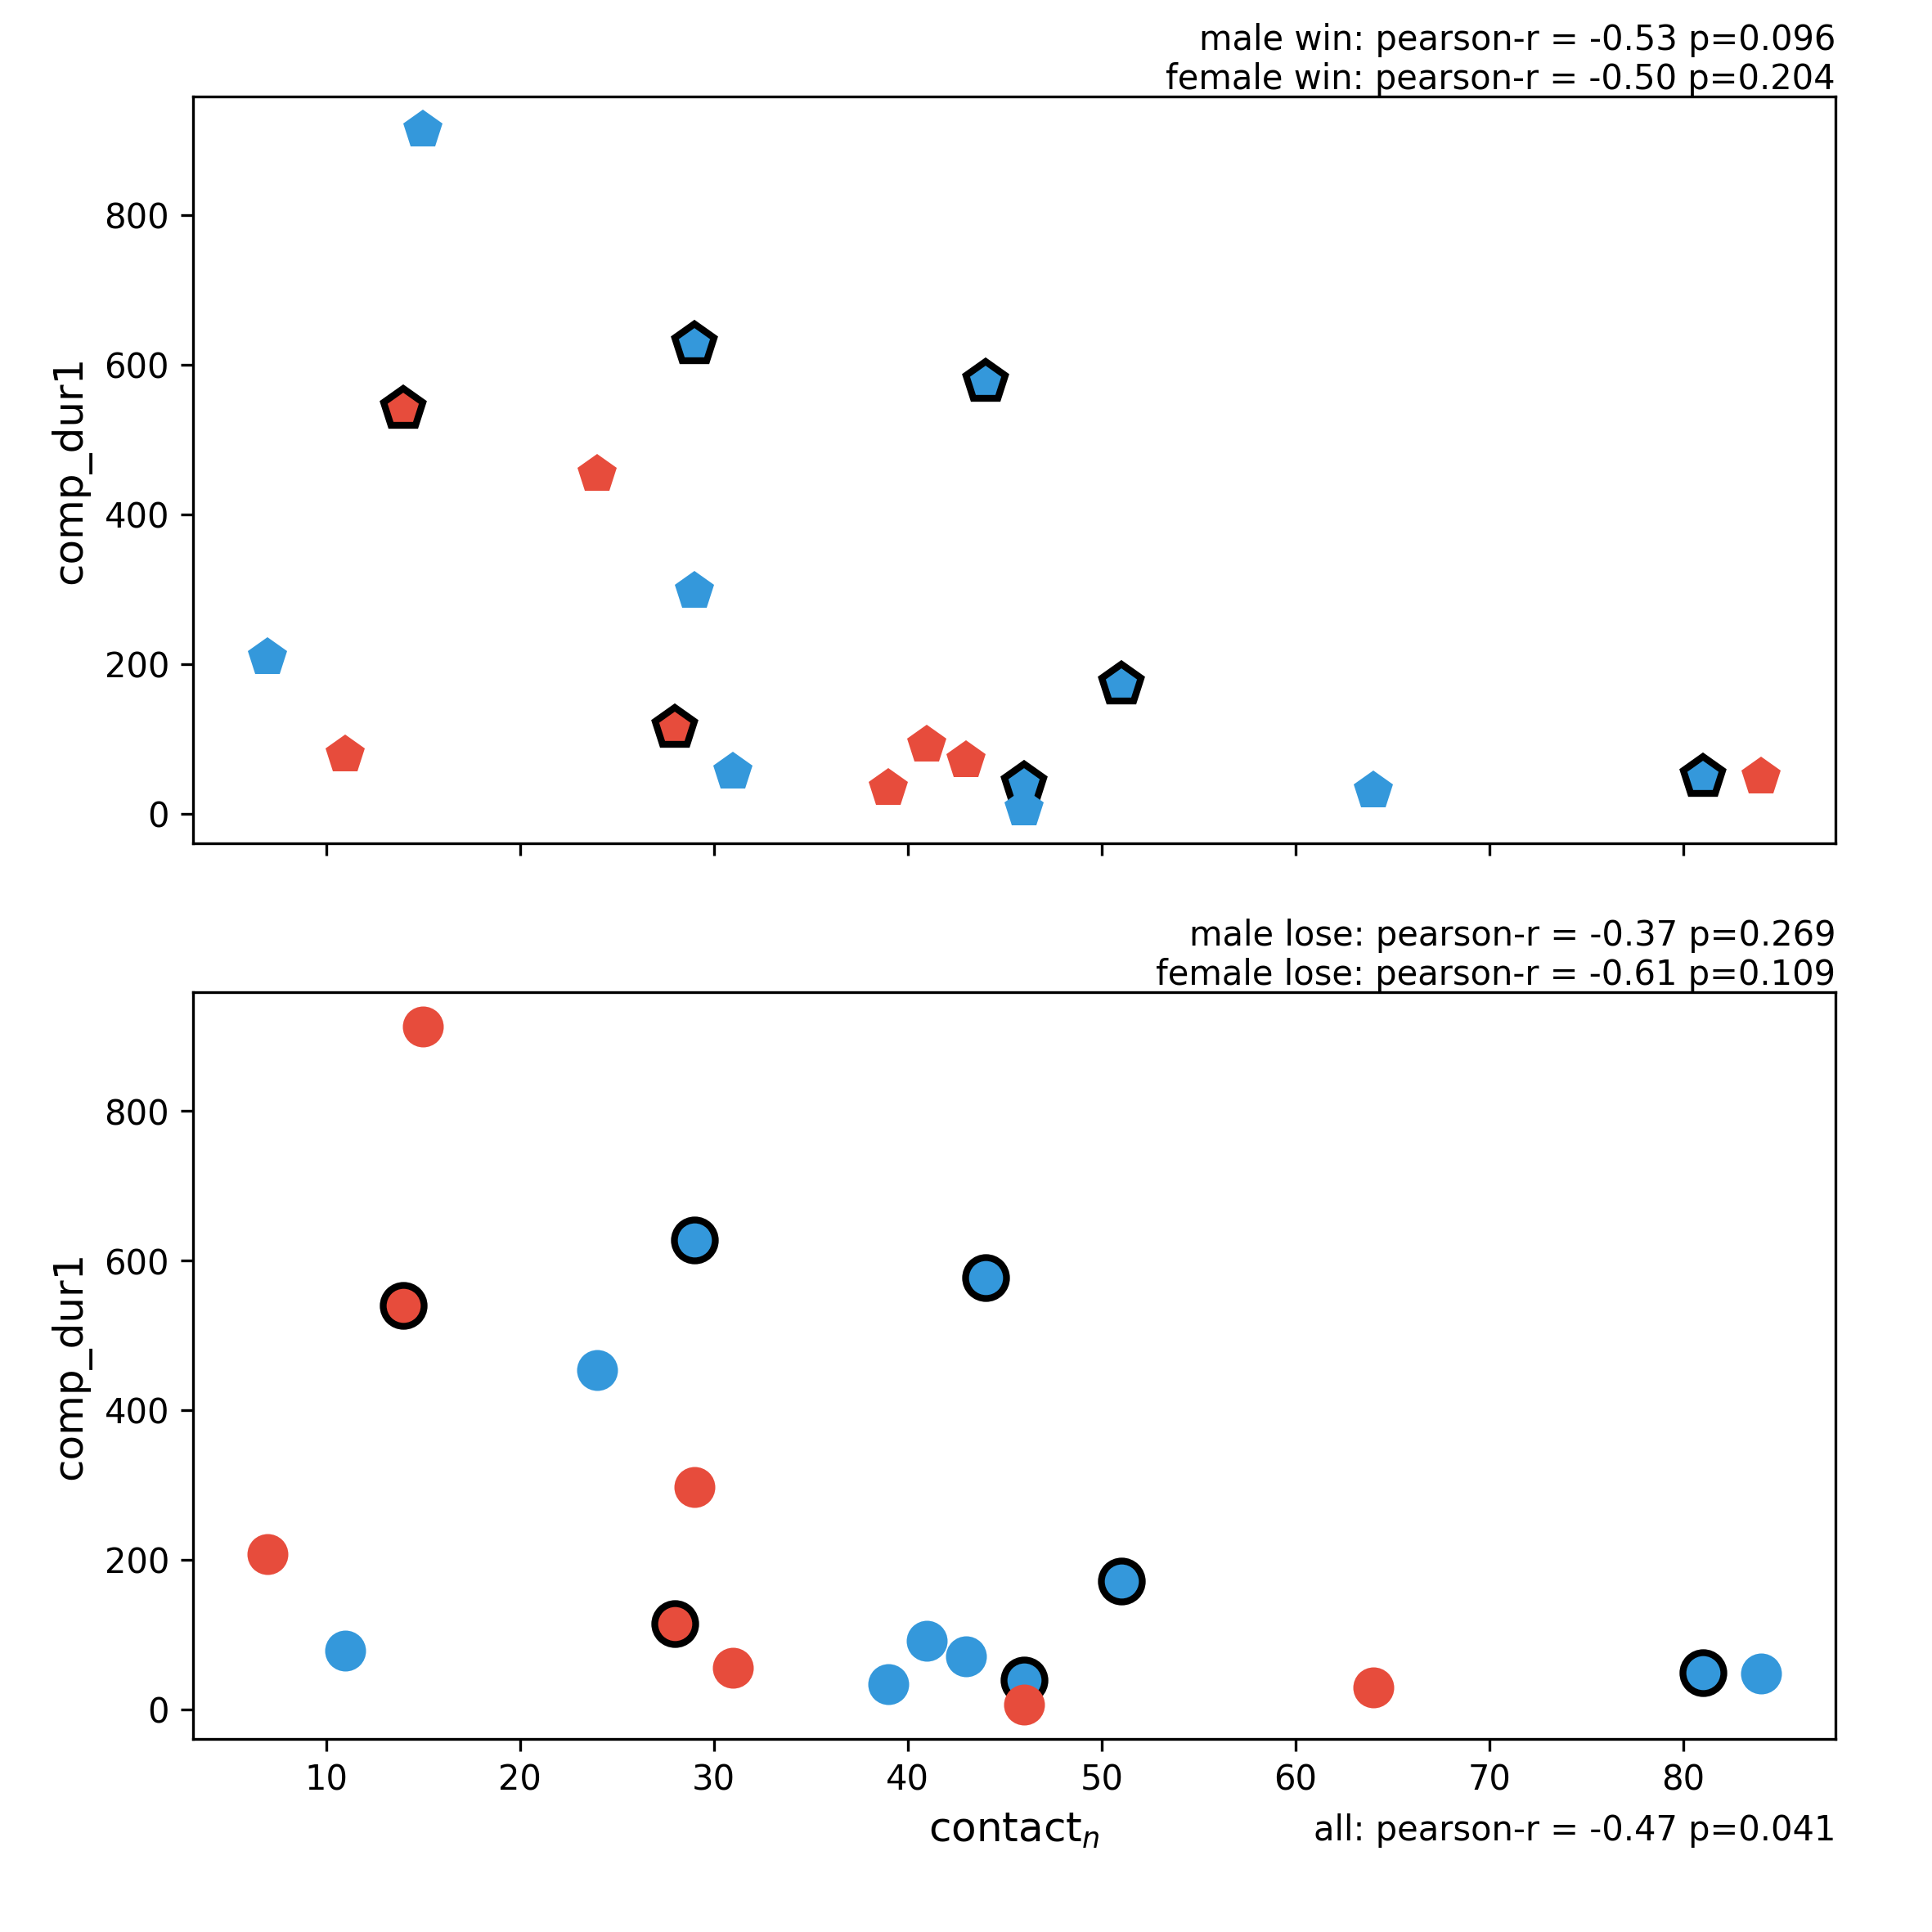 male win: pearson-r = -0.53 p=0.096
female win: pearson-r = -0.50 p=0.204
comp_dur1
800
600
400
200
0
male lose: pearson-r = -0.37 p=0.269
female lose: pearson-r = -0.61 p=0.109
comp_dur1
800
600
400
200
0
10 20 30 40 50 60 70 80
contactₙ
all: pearson-r = -0.47 p=0.041